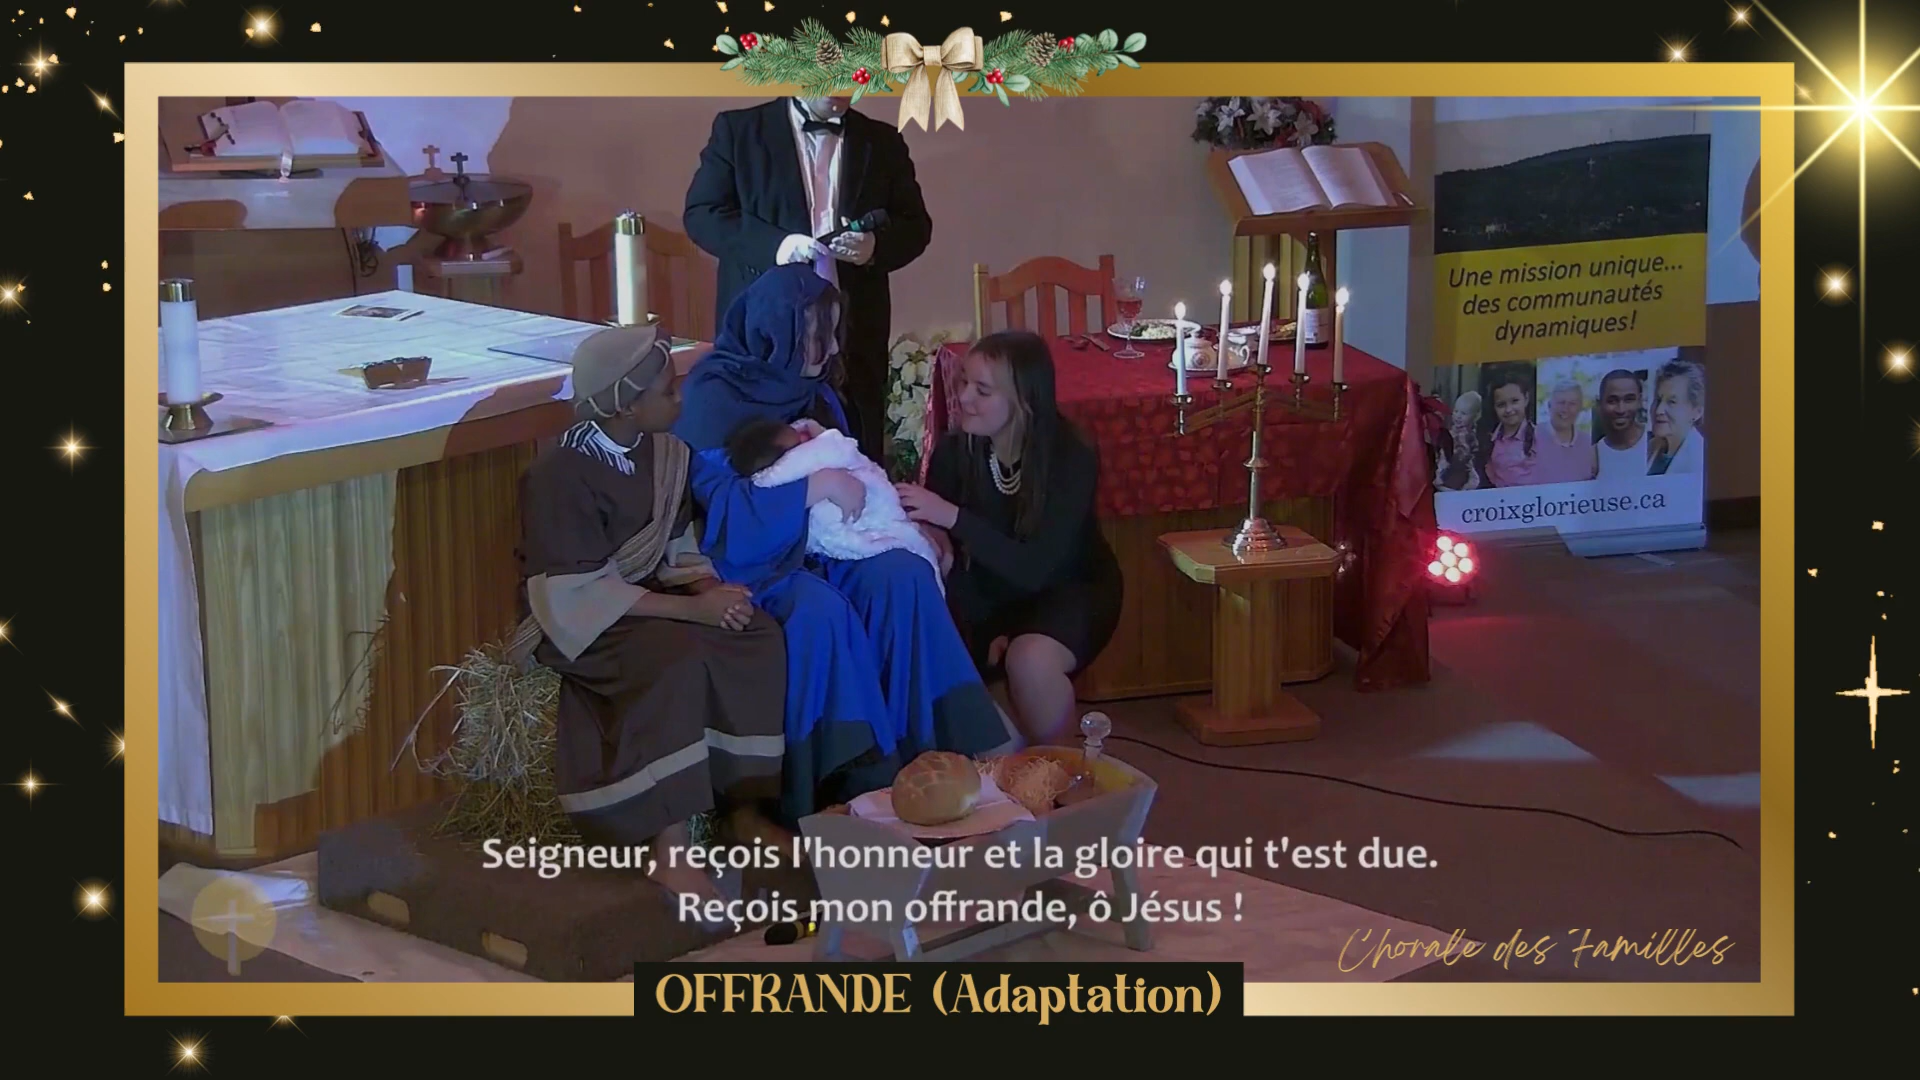 Une mission unique...
des communautés
dynamiques!
croixglorieuse.ca
Seigneur, reçois l'honneur et la gloire qui t'est due.
Reçois mon offrande, ô Jésus !
Chorale des Familles
OFFRANDE (Adaptation)